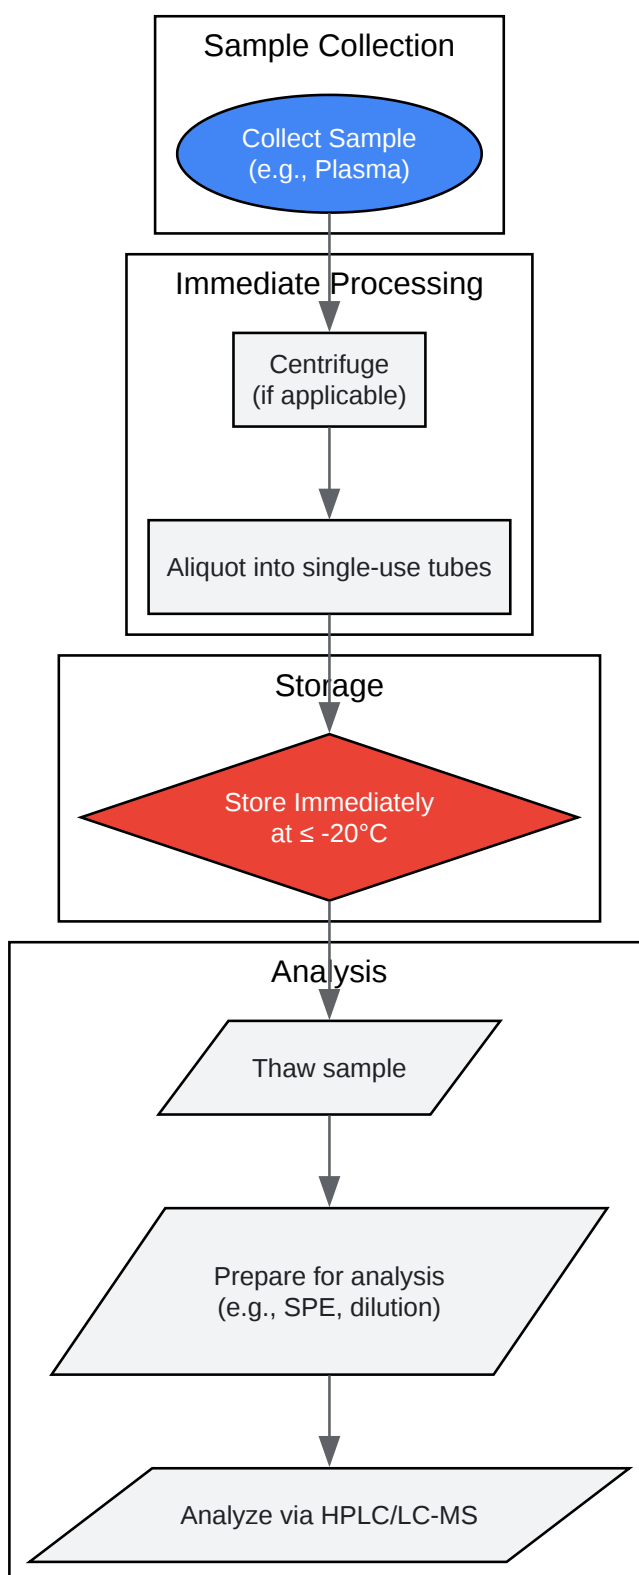 Sample Collection
Collect Sample
(e.g., Plasma)
Immediate Processing
Centrifuge
(if applicable)
Aliquot into single-use tubes
Storage
Store Immediately
at ≤ -20°C
Analysis
Thaw sample
Prepare for analysis
(e.g., SPE, dilution)
Analyze via HPLC/LC-MS